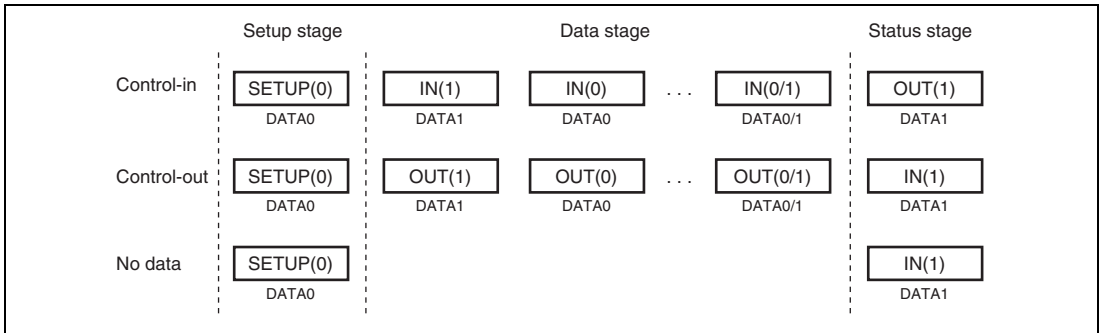 Setup stage Data stage Status stage
Control-in SETUP(0) IN(1) IN(0) . . . IN(0/1) OUT(1)
DATA0 DATA1 DATA0 DATA0/1 DATA1
Control-out SETUP(0) OUT(1) OUT(0) . . . OUT(0/1) IN(1)
DATA0 DATA1 DATA0 DATA0/1 DATA1
No data SETUP(0) IN(1)
DATA0 DATA1